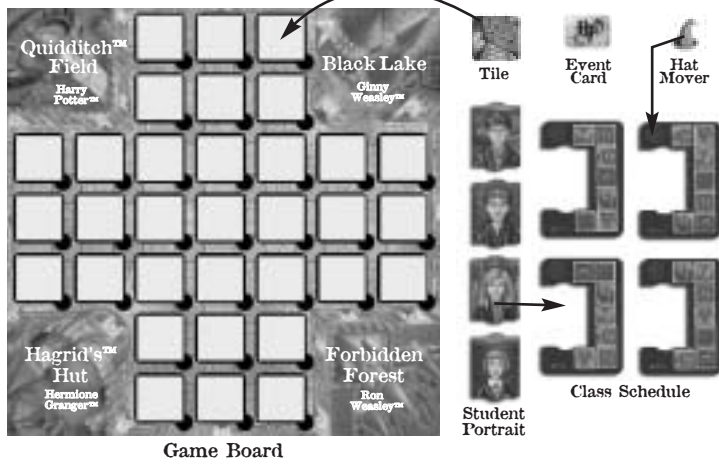 Quidditch™
Field
Harry
Potter™
Black Lake
Ginny
Weasley™
Hagrid's™
Hut
Hermione
Granger™
Forbidden
Forest
Ron
Weasley™
Game Board
Tile
Event
Card
Hat
Mover
Student
Portrait
Class Schedule